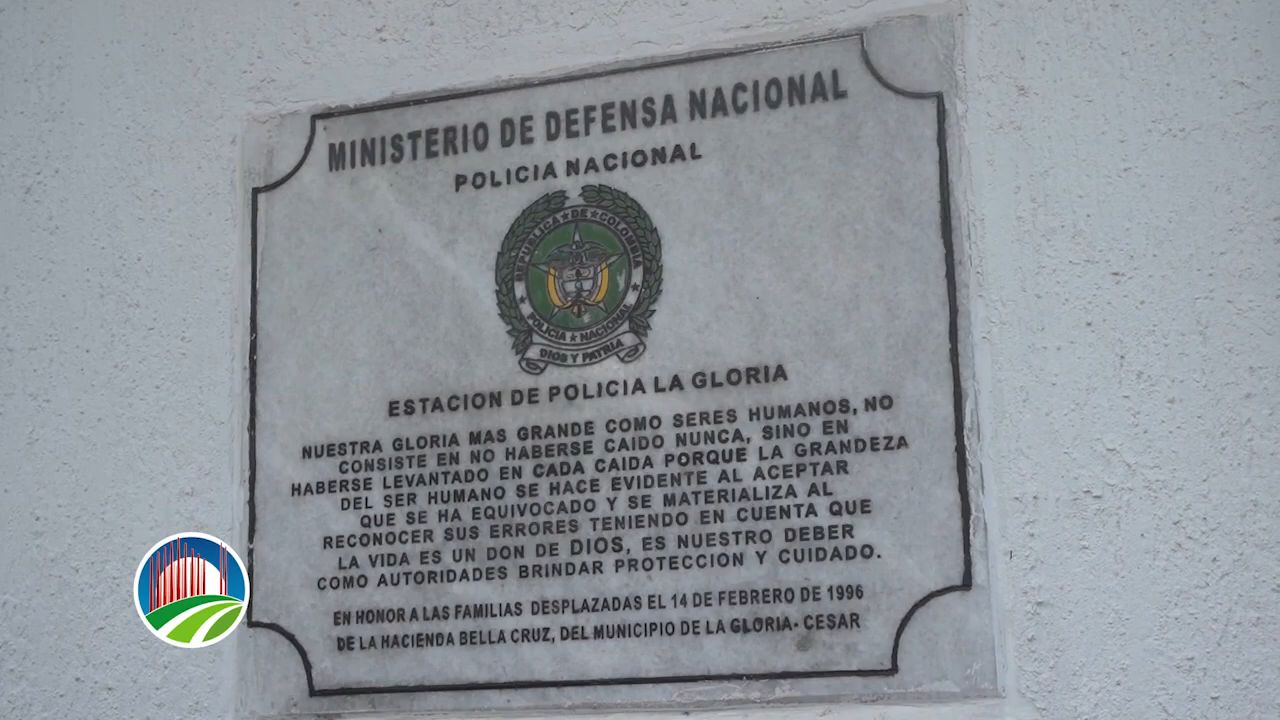 MINISTERIO DE DEFENSA NACIONAL
POLICIA NACIONAL
REPUBLICA DE COLOMBIA
POLICIA NACIONAL
DIOS Y PATRIA
ESTACION DE POLICIA LA GLORIA
NUESTRA GLORIA MAS GRANDE COMO SERES HUMANOS, NO
CONSISTE EN NO HABERSE CAIDO NUNCA, SINO EN
HABERSE LEVANTADO EN CADA CAIDA PORQUE LA GRANDEZA
DEL SER HUMANO SE HACE EVIDENTE AL ACEPTAR
QUE SE HA EQUIVOCADO Y SE MATERIALIZA AL
RECONOCER SUS ERRORES TENIENDO EN CUENTA QUE
LA VIDA ES UN DON DE DIOS, ES NUESTRO DEBER
COMO AUTORIDADES BRINDAR PROTECCION Y CUIDADO.
EN HONOR A LAS FAMILIAS DESPLAZADAS EL 14 DE FEBRERO DE 1996
DE LA HACIENDA BELLA CRUZ, DEL MUNICIPIO DE LA GLORIA- CESAR